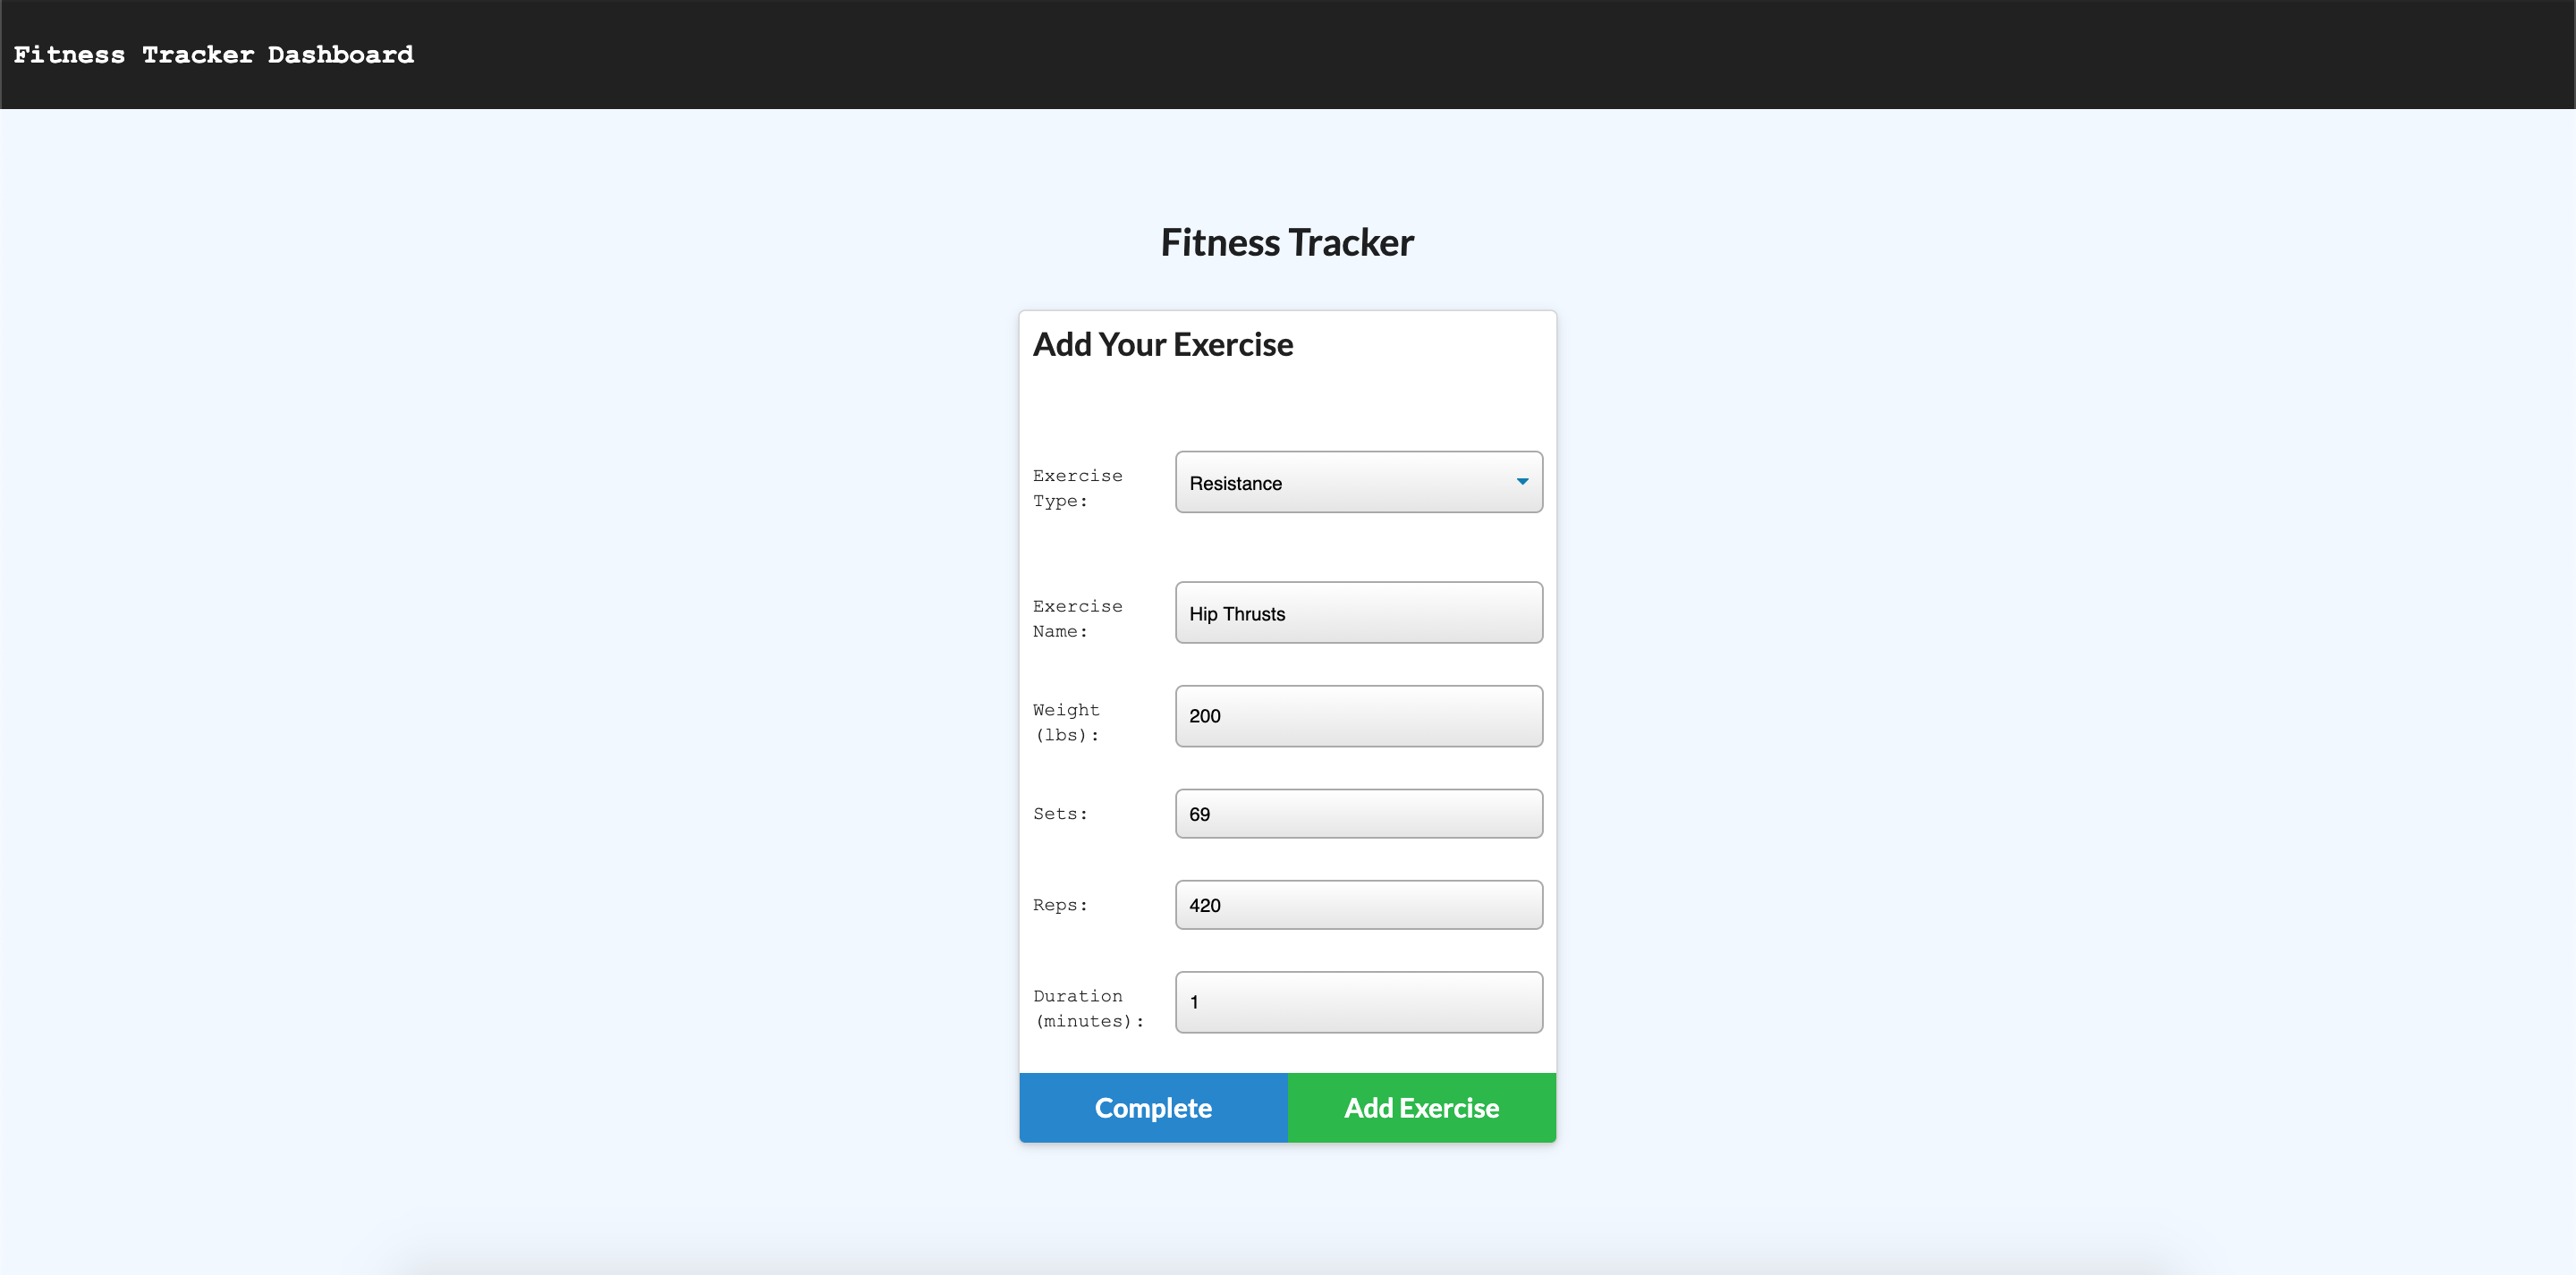 Fitness Tracker Dashboard
Fitness Tracker
Add Your Exercise
Exercise
Type:
Resistance
Exercise
Name:
Hip Thrusts
Weight
(lbs):
200
Sets:
69
Reps:
420
Duration
(minutes):
1
Complete
Add Exercise